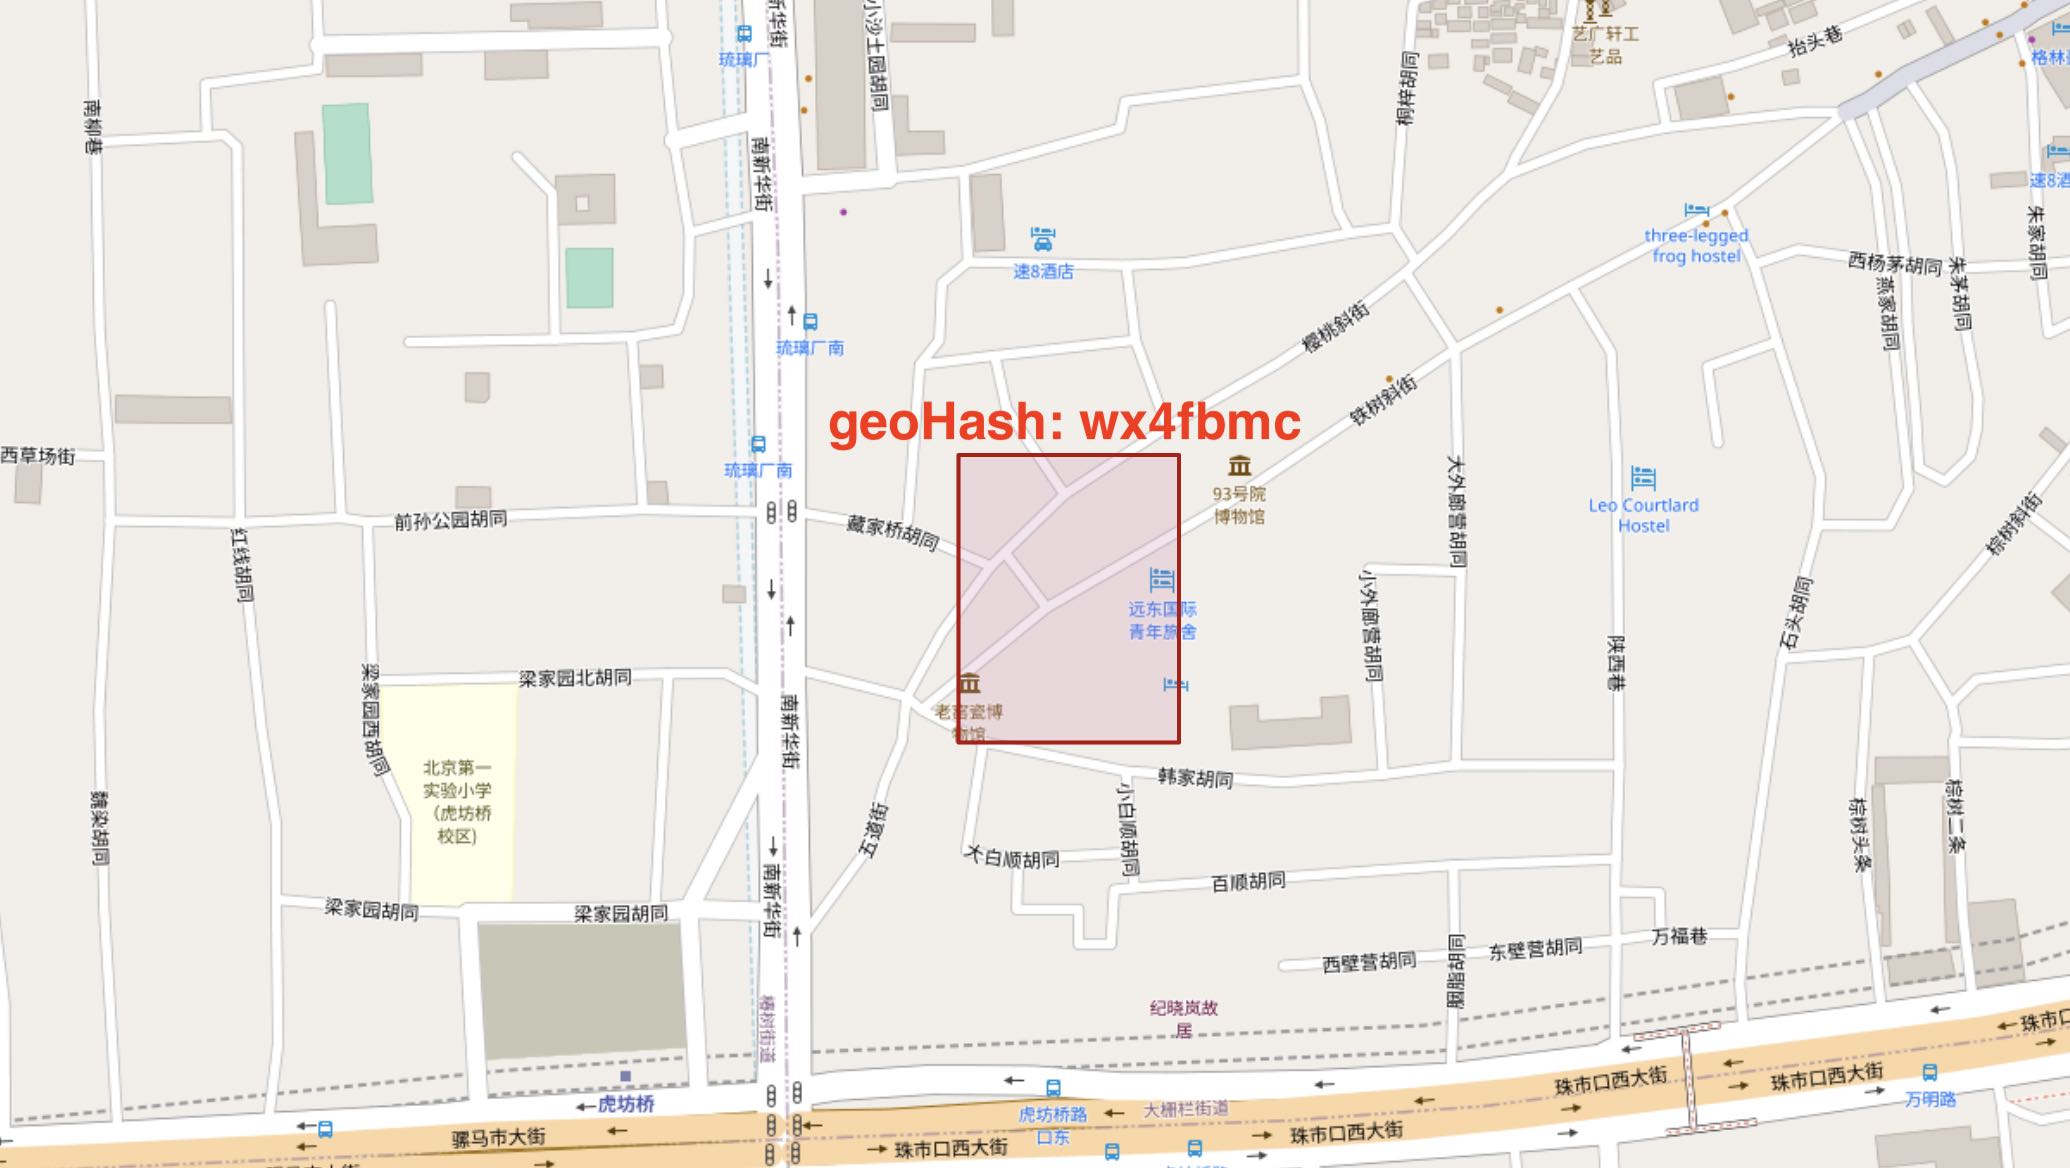 南新华街
小沙土园胡同
琉璃厂
艺广轩工
艺品
抬头巷
格林
南柳巷
桐梓胡同
南新华街
速8酒
three-legged
frog hostel
朱家胡同
速8酒店
西杨茅胡同
朱茅胡同
燕家胡同
樱桃斜街
琉璃厂南
铁树斜街
geoHash: wx4fbmc
西草场街
琉璃厂南
93号院
博物馆
大外廊营胡同
Leo Courtlard
Hostel
前孙公园胡同
藏家桥胡同
棕树斜街
红线胡同
远东国际
青年旅舍
小外廊营胡同
石头胡同
陕西巷
梁家园北胡同
梁家园西胡同
南新华街
老窑瓷博
物馆
北京第一
实验小学
（虎坊桥
校区)
韩家胡同
魏染胡同
五道街
小白顺胡同
棕树头条
棕树二条
大白顺胡同
百顺胡同
南新华街
梁家园胡同
梁家园胡同
万福巷
东壁营胡同
西壁营胡同
胭脂胡同
椿树街道
纪晓岚故
居
珠市口
珠市口西大街
珠市口西大街
虎坊桥
万明路
大栅栏街道
虎坊桥路
口东
骡马市大街
珠市口西大街
珠市口西大街